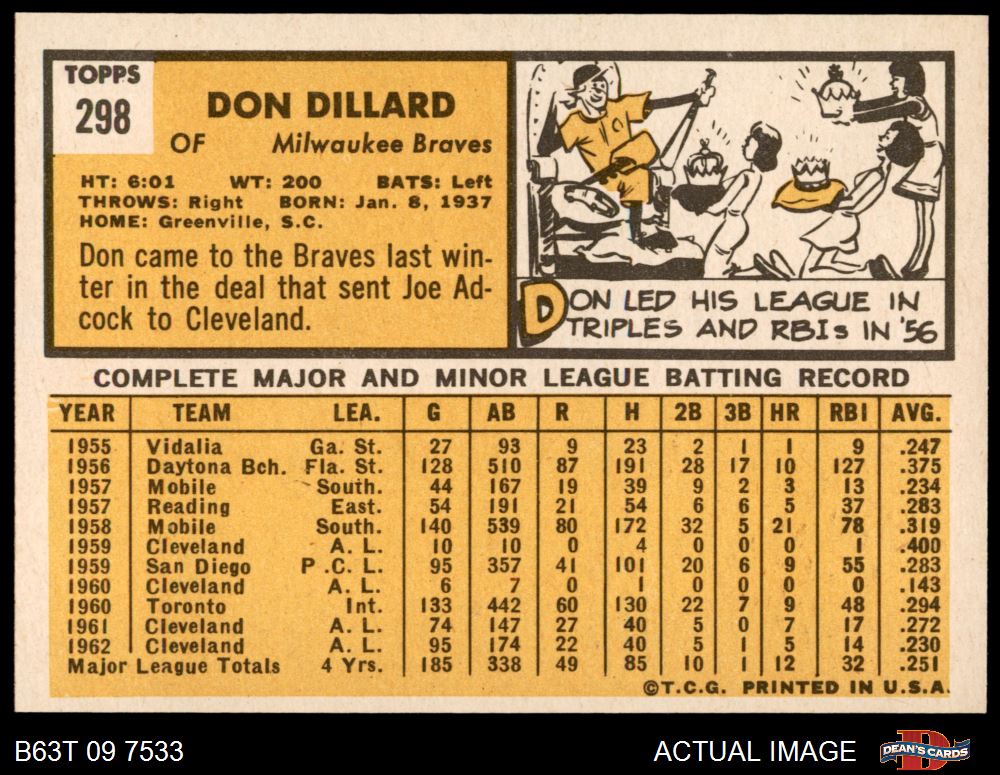 TOPPS
298
DON DILLARD
OF Milwaukee Braves
HT: 6:01 WT: 200 BATS: Left
THROWS: Right BORN: Jan. 8, 1937
HOME: Greenville, S.C.
Don came to the Braves last win-
ter in the deal that sent Joe Ad-
cock to Cleveland.
DON LED HIS LEAGUE IN
TRIPLES AND RBIs IN '56
COMPLETE MAJOR AND MINOR LEAGUE BATTING RECORD
YEAR TEAM LEA. G AB R H 2B 3B HR RBI AVG.
1955 Vidalia Ga. St. 27 93 9 23 2 1 1 9 .247
1956 Daytona Bch. Fla. St. 128 510 87 191 28 17 10 127 .375
1957 Mobile South. 44 167 19 39 9 2 3 13 .234
1957 Reading East. 54 191 21 54 6 6 5 37 .283
1958 Mobile South. 140 539 80 172 32 5 21 78 .319
1959 Cleveland A. L. 10 10 0 4 0 0 0 1 .400
1959 San Diego P.C. L. 95 357 41 101 20 6 9 55 .283
1960 Cleveland A. L. 6 7 0 1 0 0 0 0 .143
1960 Toronto Int. 133 442 60 130 22 7 9 48 .294
1961 Cleveland A. L. 74 147 27 40 5 0 7 17 .272
1962 Cleveland A. L. 95 174 22 40 5 1 5 14 .230
Major League Totals 4 Yrs. 185 338 49 85 10 1 12 32 .251
©T.C.G. PRINTED IN U.S.A.
B63T 09 7533 ACTUAL IMAGE D DEAN'S CARDS